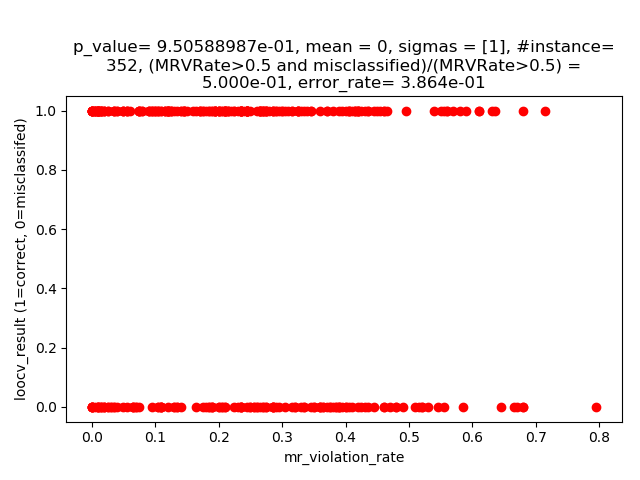 p_value= 9.50588987e-01, mean = 0, sigmas = [1], #instance=
352, (MRVRate>0.5 and misclassified)/(MRVRate>0.5) =
5.000e-01, error_rate= 3.864e-01
1.0
0.8
0.6
0.4
0.2
0.0
loocv_result (1=correct, 0=misclassifed)
0.0 0.1 0.2 0.3 0.4 0.5 0.6 0.7 0.8
mr_violation_rate